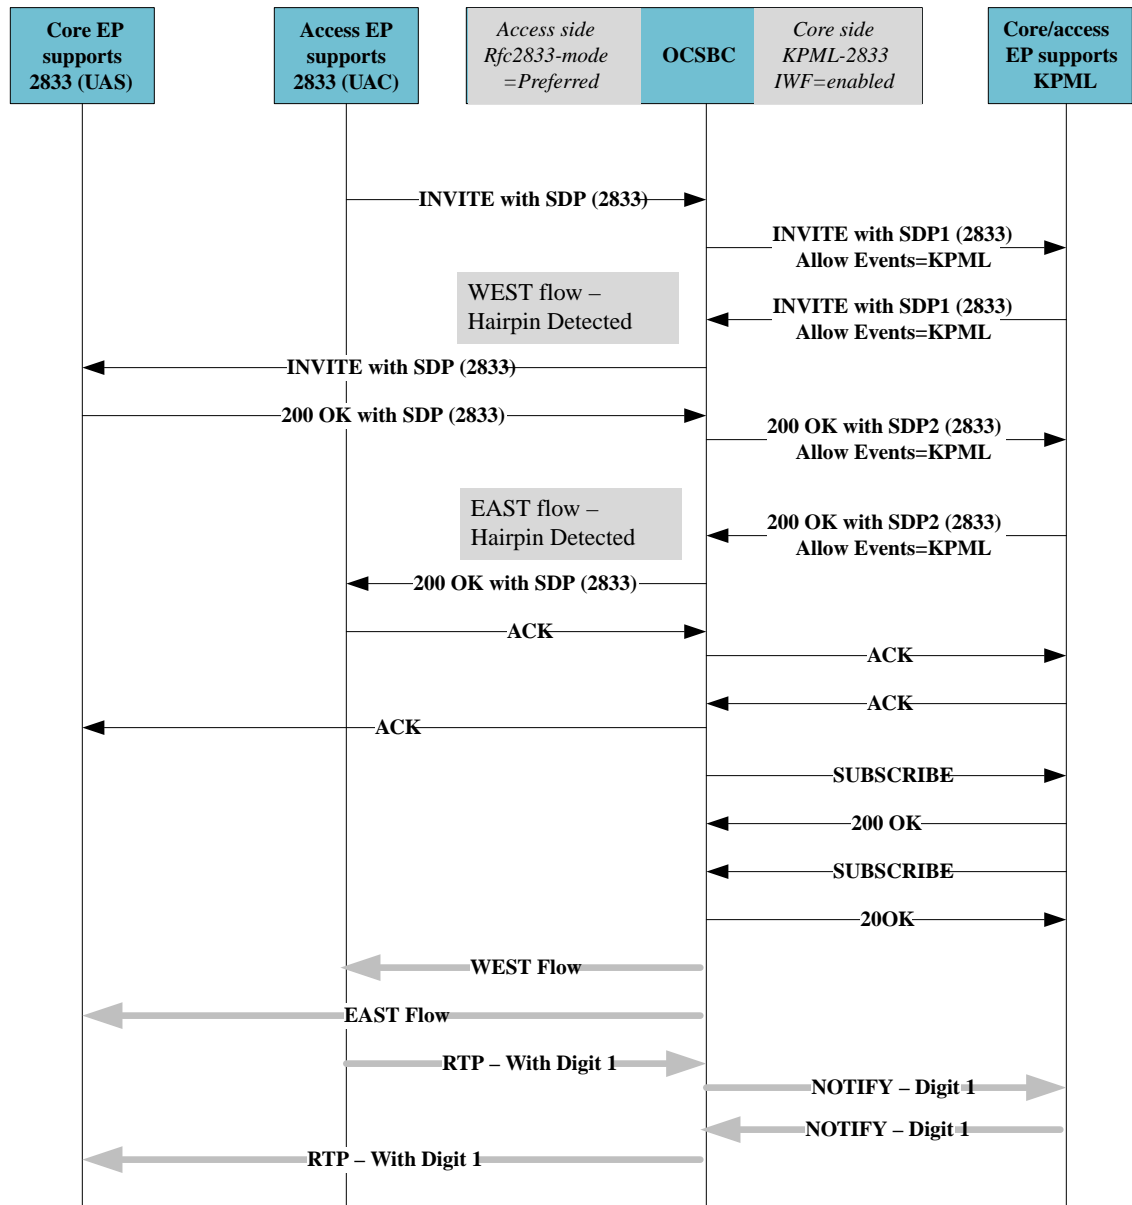 Core EP
supports
2833 (UAS)
Access EP
supports
2833 (UAC)
Access side
Rfc2833-mode
=Preferred
OCSBC
Core side
KPML-2833
IWF=enabled
Core/access
EP supports
KPML
INVITE with SDP (2833)
INVITE with SDP1 (2833)
Allow Events=KPML
WEST flow –
Hairpin Detected
INVITE with SDP1 (2833)
Allow Events=KPML
INVITE with SDP (2833)
200 OK with SDP (2833)
200 OK with SDP2 (2833)
Allow Events=KPML
EAST flow –
Hairpin Detected
200 OK with SDP2 (2833)
Allow Events=KPML
200 OK with SDP (2833)
ACK
ACK
ACK
ACK
SUBSCRIBE
200 OK
SUBSCRIBE
20OK
WEST Flow
EAST Flow
RTP – With Digit 1
NOTIFY – Digit 1
NOTIFY – Digit 1
RTP – With Digit 1